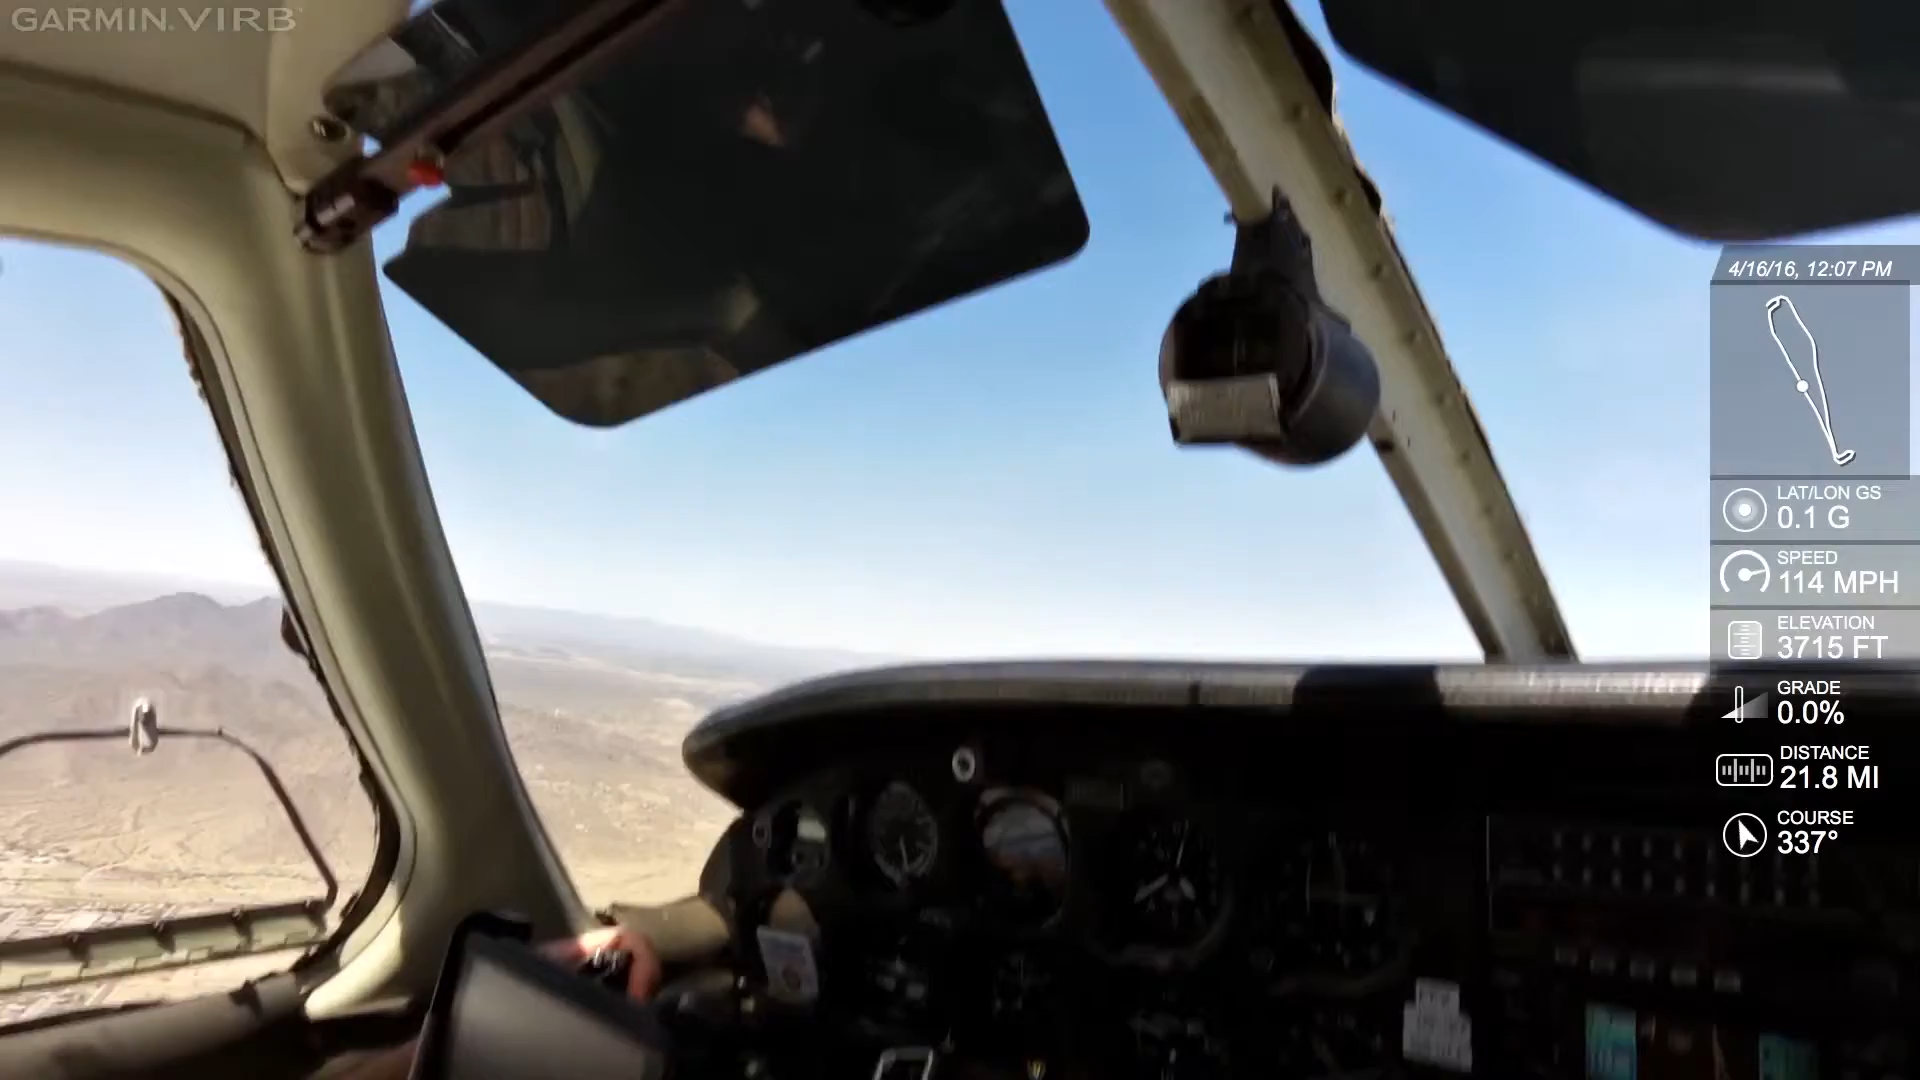 GARMIN VIRB
4/16/16, 12:07 PM
LAT/LON GS
0.1 G
SPEED
114 MPH
ELEVATION
3715 FT
GRADE
0.0%
DISTANCE
21.8 MI
COURSE
337°